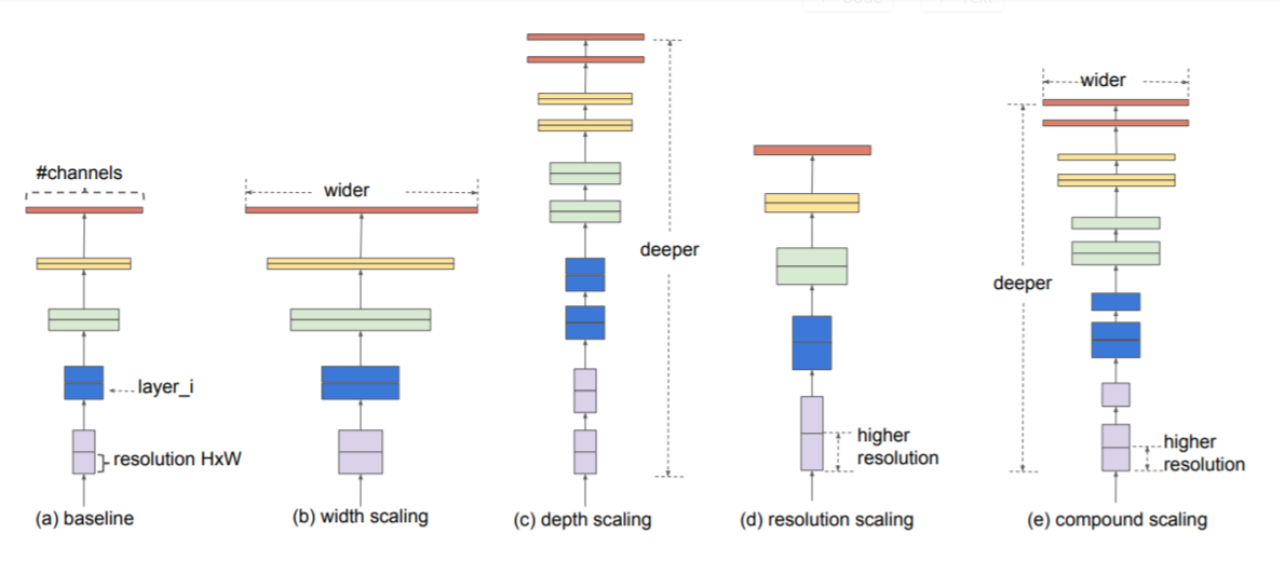 #channels
wider
layer_i
resolution HxW
(a) baseline
(b) width scaling
deeper
(c) depth scaling
higher
resolution
(d) resolution scaling
wider
deeper
higher
resolution
(e) compound scaling